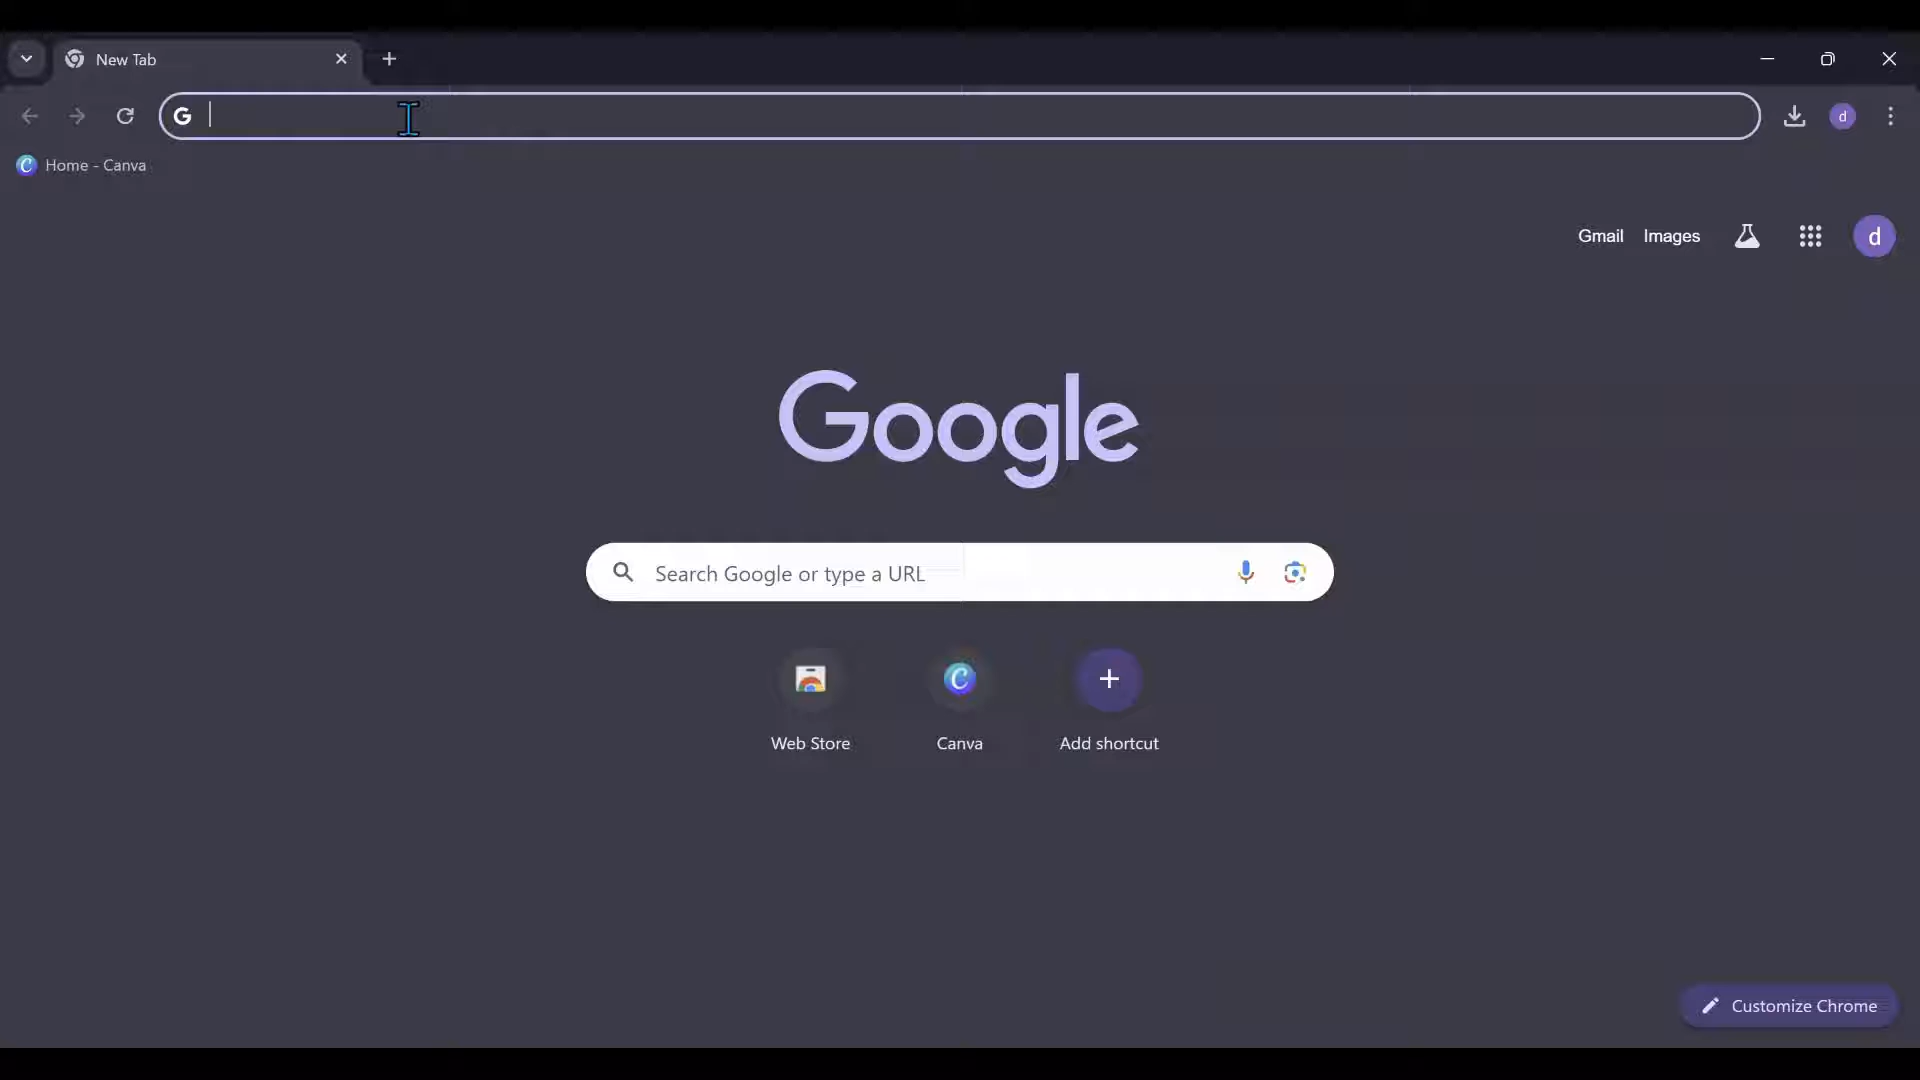 New Tab
G
d
Home - Canva
Gmail Images d
Google
Search Google or type a URL
Web Store Canva Add shortcut
Customize Chrome